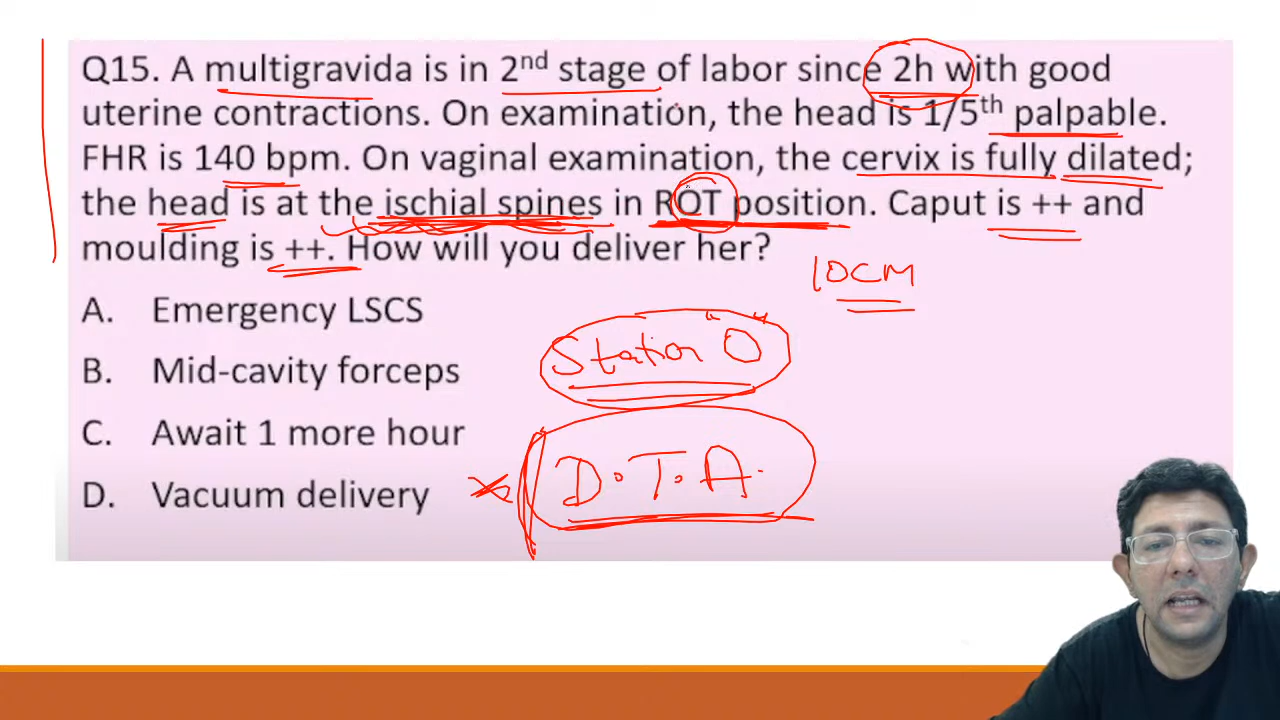 Q15. A multigravida is in 2nd stage of labor since 2h with good
uterine contractions. On examination, the head is 1/5th palpable.
FHR is 140 bpm. On vaginal examination, the cervix is fully dilated;
the head is at the ischial spines in ROT position. Caput is ++ and
moulding is ++. How will you deliver her?
10CM
A. Emergency LSCS
Station "O"
B. Mid-cavity forceps
C. Await 1 more hour
D.T.A.
D. Vacuum delivery